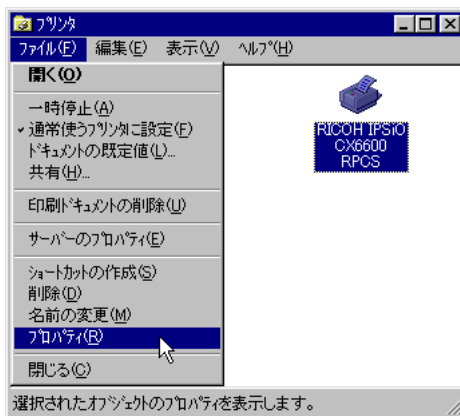 プリンタ
ファイル(F) 編集(E) 表示(V) ヘルプ(H)
開く(O)
一時停止(A)
通常使うプリンタに設定(F)
ドキュメントの既定値(L)...
共有(H)...
印刷ドキュメントの削除(U)
サーバーのプロパティ(E)
ショートカットの作成(S)
削除(D)
名前の変更(M)
プロパティ(R)
閉じる(C)
RICOH IPSiO
CX6600
RPCS
選択されたオブジェクトのプロパティを表示します。